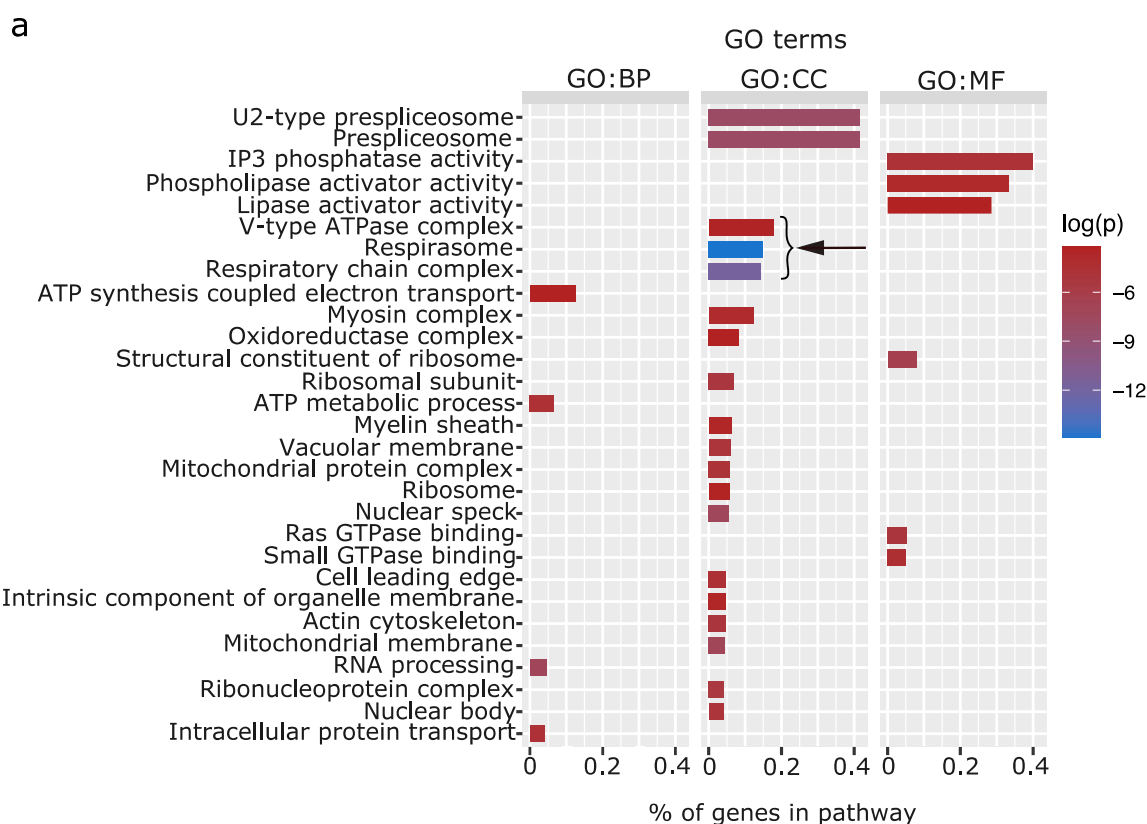 a
GO terms
GO:BP GO:CC GO:MF
U2-type prespliceosome
Prespliceosome
IP3 phosphatase activity
Phospholipase activator activity
Lipase activator activity
V-type ATPase complex
Respirasome
Respiratory chain complex
ATP synthesis coupled electron transport
Myosin complex
Oxidoreductase complex
Structural constituent of ribosome
Ribosomal subunit
ATP metabolic process
Myelin sheath
Vacuolar membrane
Mitochondrial protein complex
Ribosome
Nuclear speck
Ras GTPase binding
Small GTPase binding
Cell leading edge
Intrinsic component of organelle membrane
Actin cytoskeleton
Mitochondrial membrane
RNA processing
Ribonucleoprotein complex
Nuclear body
Intracellular protein transport
0 0.2 0.4 0 0.2 0.4 0 0.2 0.4
% of genes in pathway
log(p)
−6
−9
−12